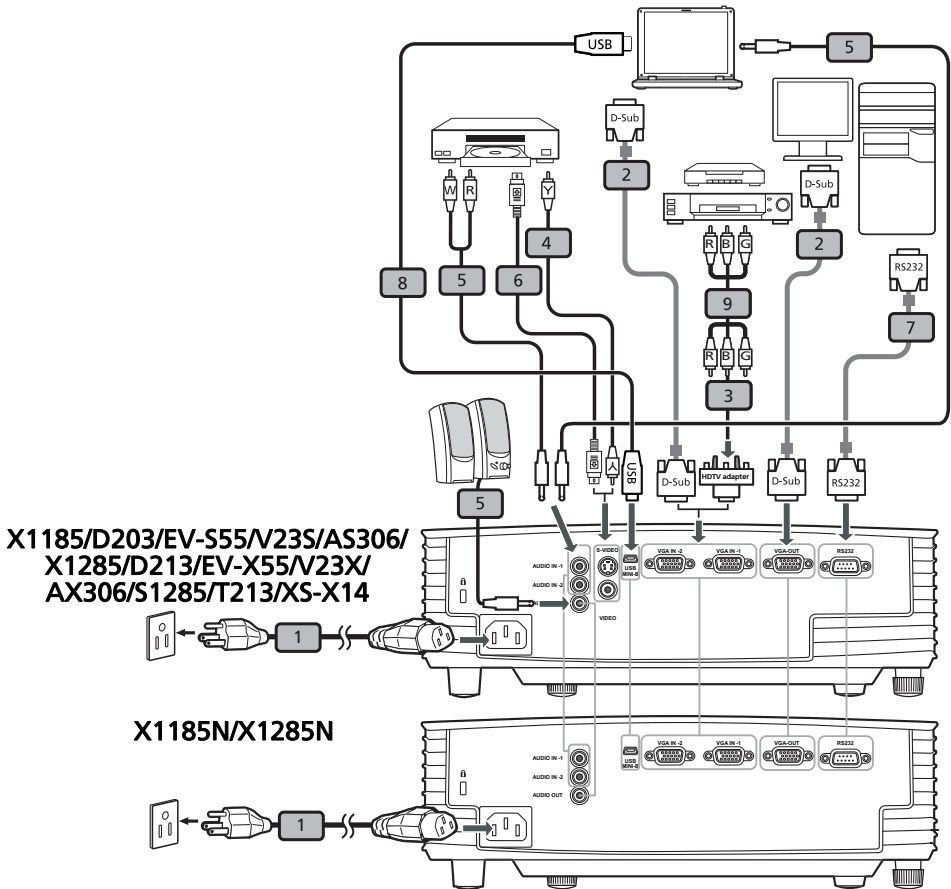 USB
5
D-Sub
2
D-Sub
W R
Y
4
R B G
2
RS232
8
5
6
9
7
R B G
3
Y
USB
D-Sub
HDTV adapter
D-Sub
RS232
5
X1185/D203/EV-S55/V23S/AS306/
X1285/D213/EV-X55/V23X/
AX306/S1285/T213/XS-X14
AUDIO IN -1
AUDIO IN -2
S-VIDEO
VIDEO
USB
MINI-B
VGA IN -2
VGA IN -1
VGA-OUT
RS232
1
X1185N/X1285N
AUDIO IN -1
AUDIO IN -2
AUDIO OUT
USB
MINI-B
VGA IN -2
VGA IN -1
VGA-OUT
RS232
1